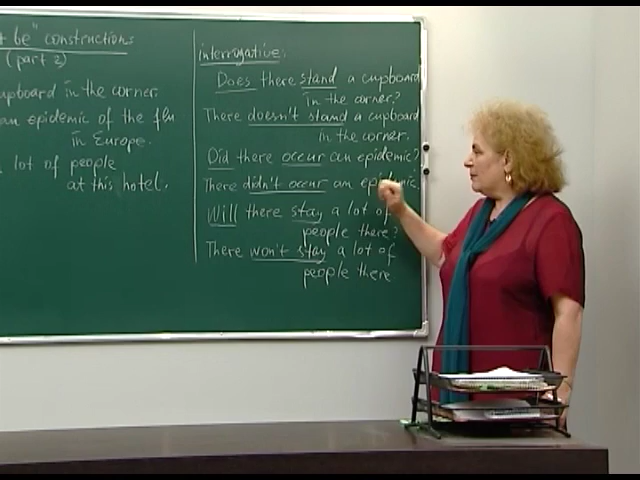 be" constructions
(part 2)
cupboard in the corner.
an epidemic of the flu
in Europe.
lot of people
at this hotel.
interrogative:
Does there stand a cupboard
in the corner?
There doesn't stand a cupboard
in the corner.
Did there occur an epidemic?
There didn't occur an epidemic.
Will there stay a lot of
people there?
There won't stay a lot of
people there